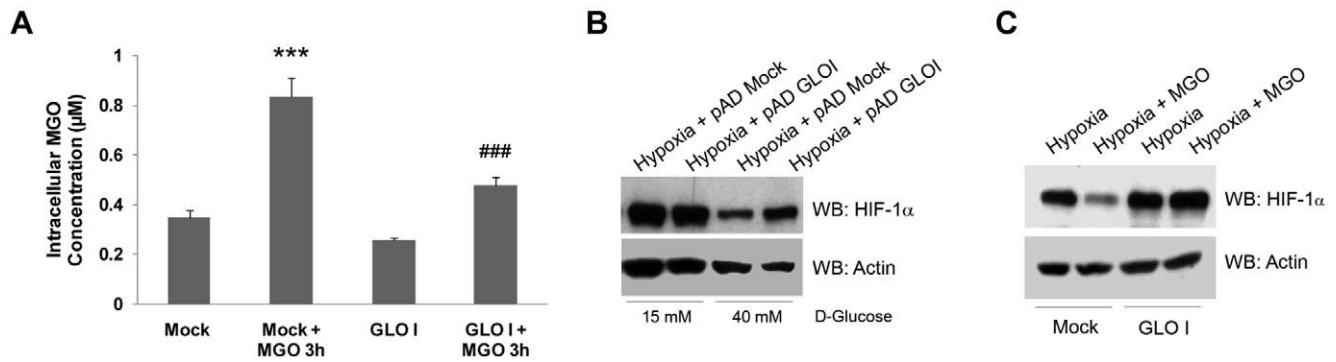 A
Intracellular MGO
Concentration (µM)
1
0.8
0.6
0.4
0.2
0
***
###
Mock
Mock +
MGO 3h
GLO I
GLO I +
MGO 3h
B
Hypoxia + pAD Mock
Hypoxia + pAD GLOI
Hypoxia + pAD Mock
Hypoxia + pAD GLOI
WB: HIF-1α
WB: Actin
15 mM
40 mM
D-Glucose
C
Hypoxia
Hypoxia + MGO
Hypoxia
Hypoxia + MGO
WB: HIF-1α
WB: Actin
Mock
GLO I